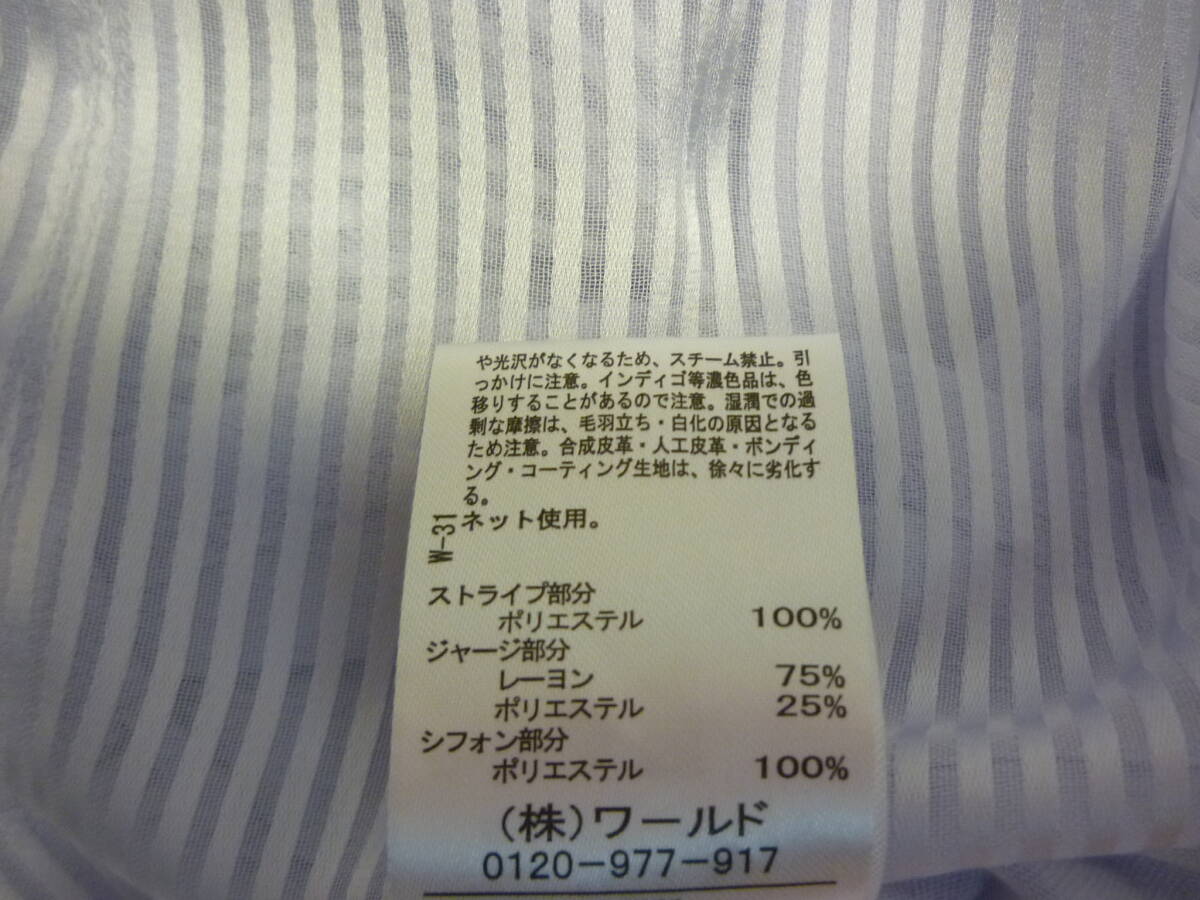 や光沢がなくなるため、スチーム禁止。引
っかけに注意。インディゴ等濃色品は、色
移りすることがあるので注意。湿潤での過
剰な摩擦は、毛羽立ち・白化の原因となる
ため注意。合成皮革・人工皮革・ボンディ
ング・コーティング生地は、徐々に劣化す
る。
ネット使用。
W-31
ストライプ部分
ポリエステル 100%
ジャージ部分
レーヨン 75%
ポリエステル 25%
シフォン部分
ポリエステル 100%
(株)ワールド
0120-977-917